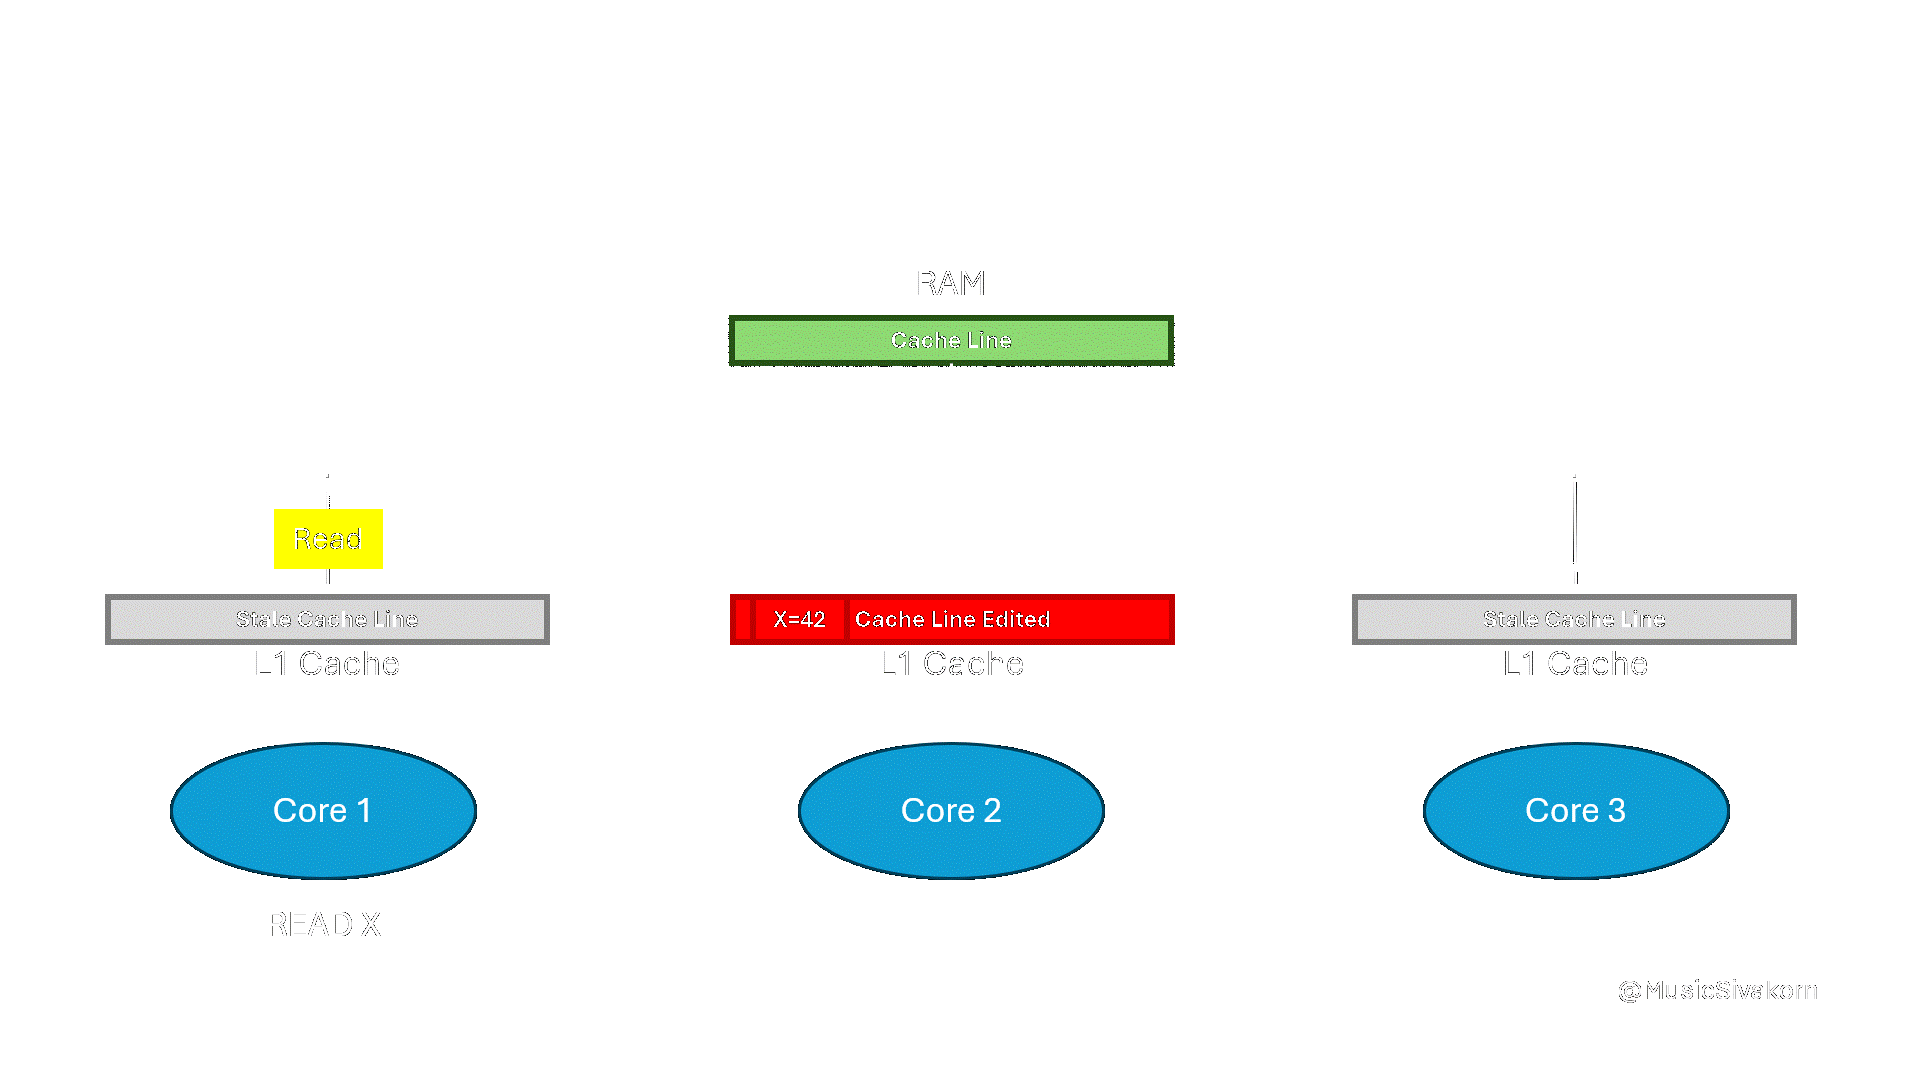 RAM
Cache Line
Read
Stale Cache Line
X=42 Cache Line Edited
Stale Cache Line
L1 Cache
L1 Cache
L1 Cache
Core 1
Core 2
Core 3
READ X
@MusicSivakorn